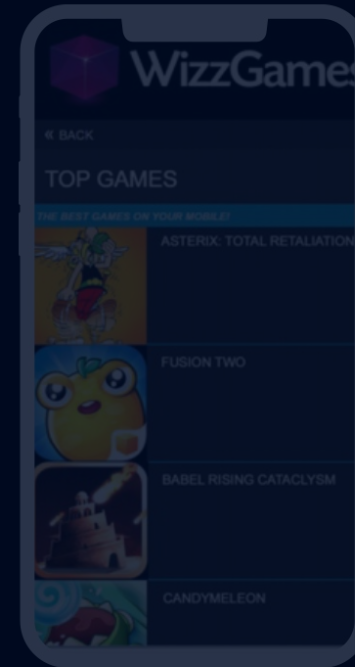 WizzGames
« BACK
TOP GAMES
THE BEST GAMES ON YOUR MOBILE!
ASTERIX: TOTAL RETALIATION
FUSION TWO
BABEL RISING CATACLYSM
CANDYMELEON